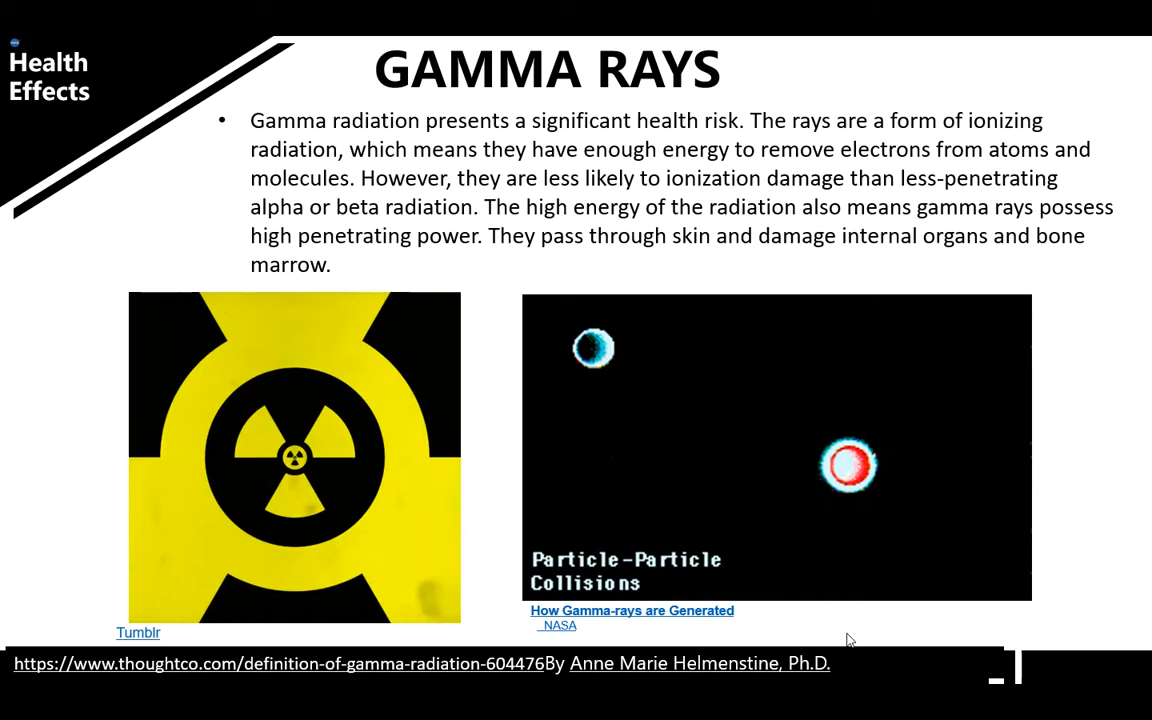 Health
Effects
GAMMA RAYS
• Gamma radiation presents a significant health risk. The rays are a form of ionizing
radiation, which means they have enough energy to remove electrons from atoms and
molecules. However, they are less likely to ionization damage than less-penetrating
alpha or beta radiation. The high energy of the radiation also means gamma rays possess
high penetrating power. They pass through skin and damage internal organs and bone
marrow.
Particle-Particle
Collisions
Tumblr
How Gamma-rays are Generated
NASA
https://www.thoughtco.com/definition-of-gamma-radiation-604476By Anne Marie Helmenstine, Ph.D.